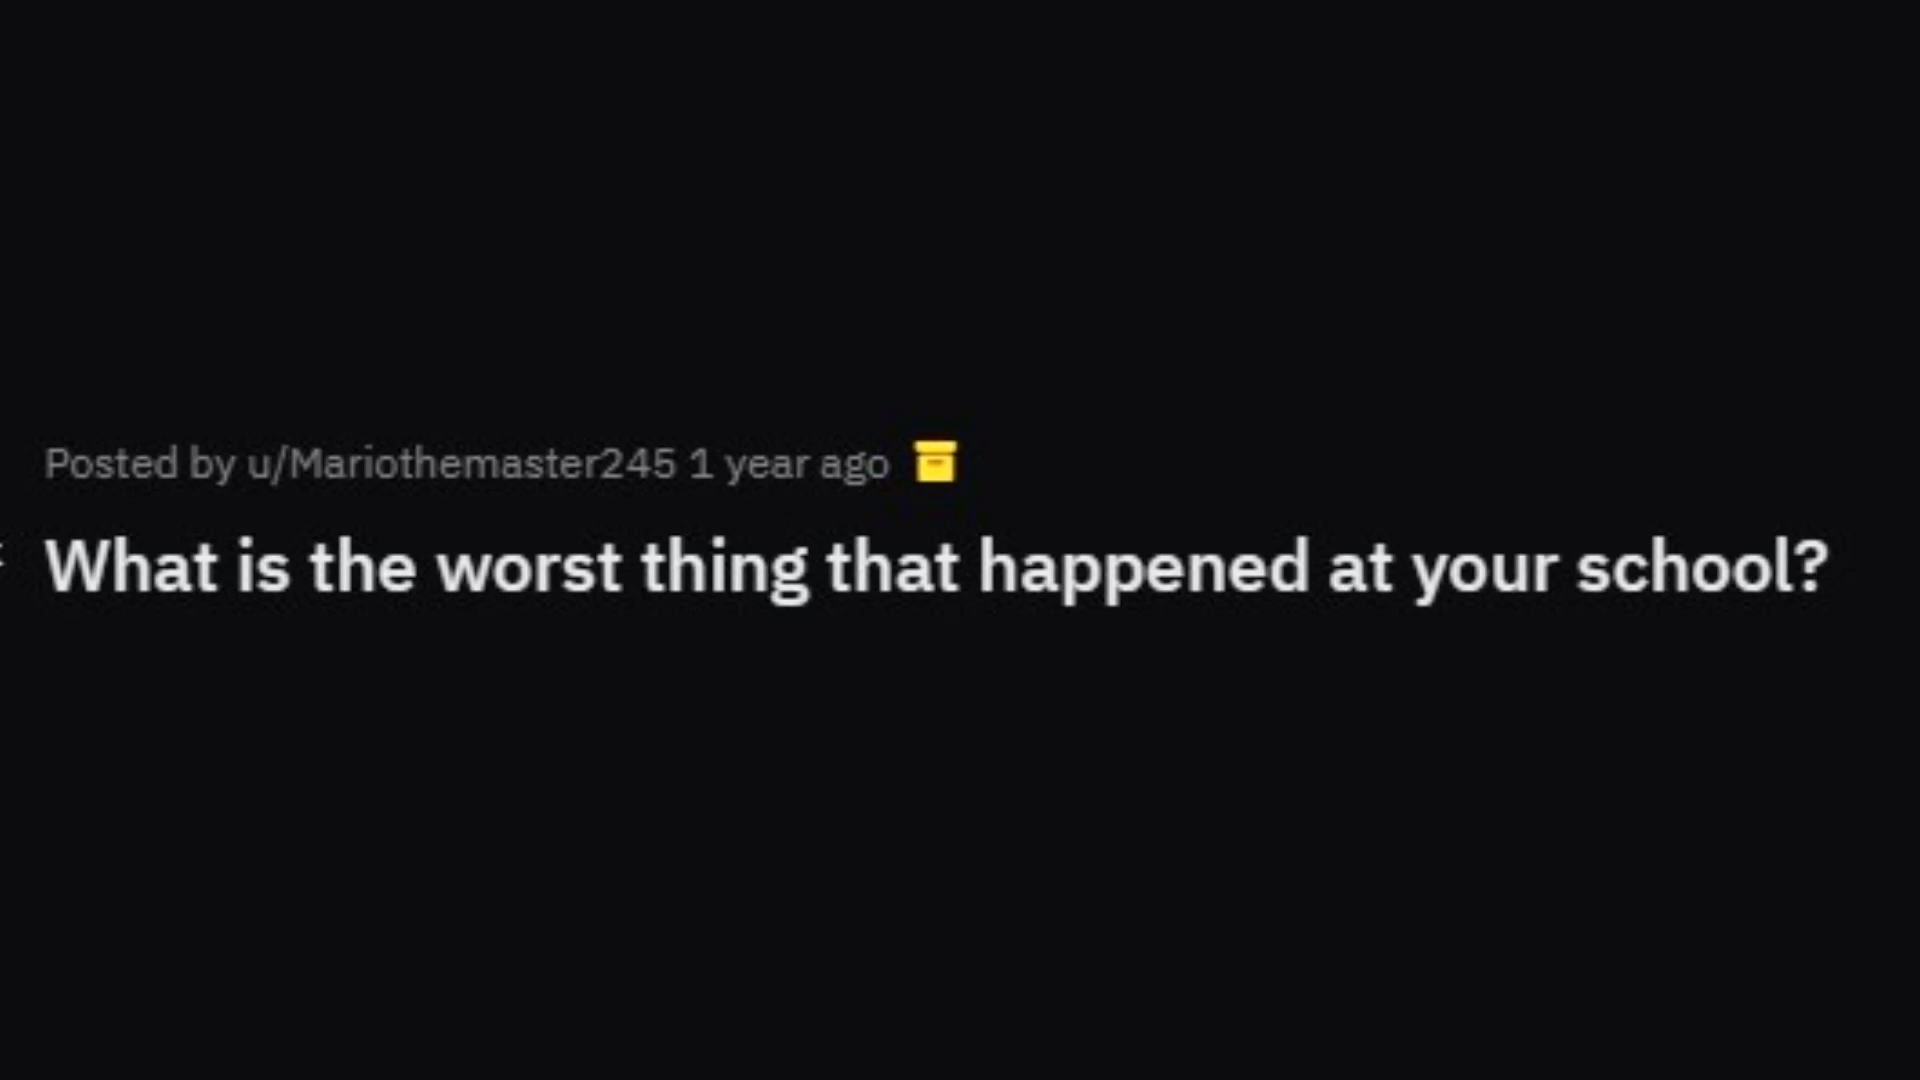 Posted by u/Mariothemaster245 1 year ago
What is the worst thing that happened at your school?